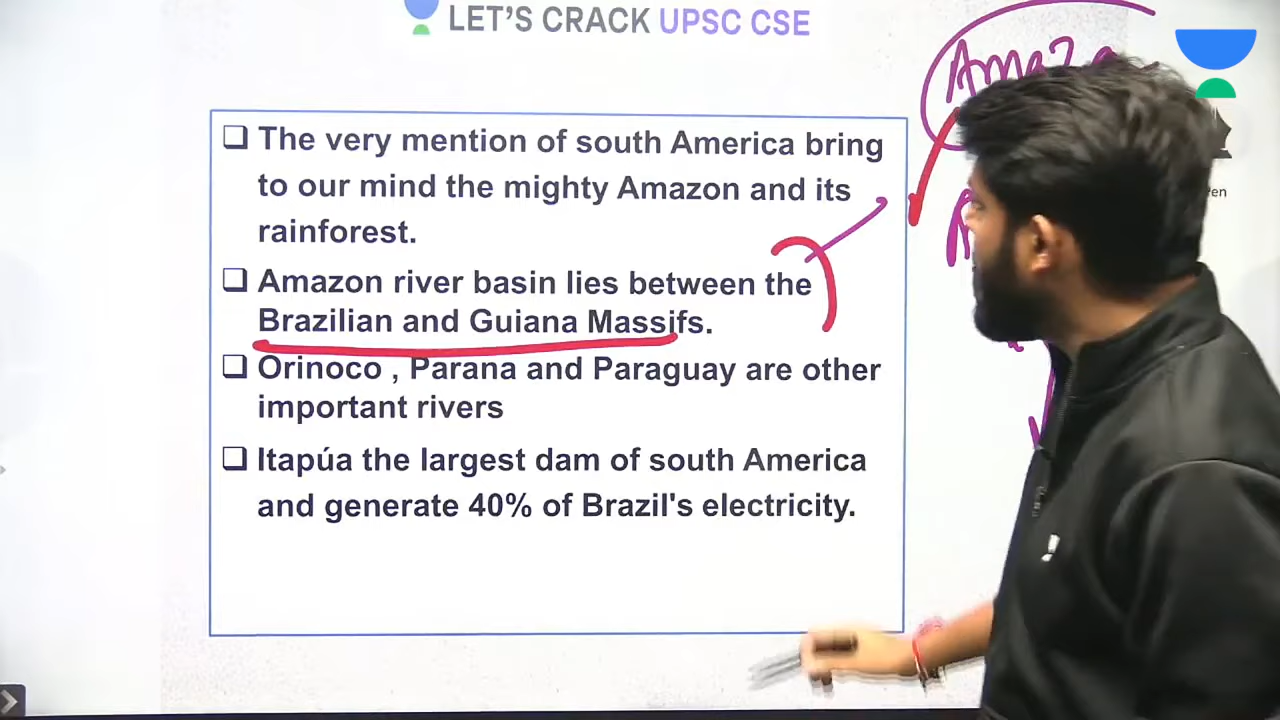 LET'S CRACK UPSC CSE
❑ The very mention of south America bring
to our mind the mighty Amazon and its
rainforest.
❑ Amazon river basin lies between the
Brazilian and Guiana Massifs.
❑ Orinoco , Parana and Paraguay are other
important rivers
❑ Itapúa the largest dam of south America
and generate 40% of Brazil's electricity.